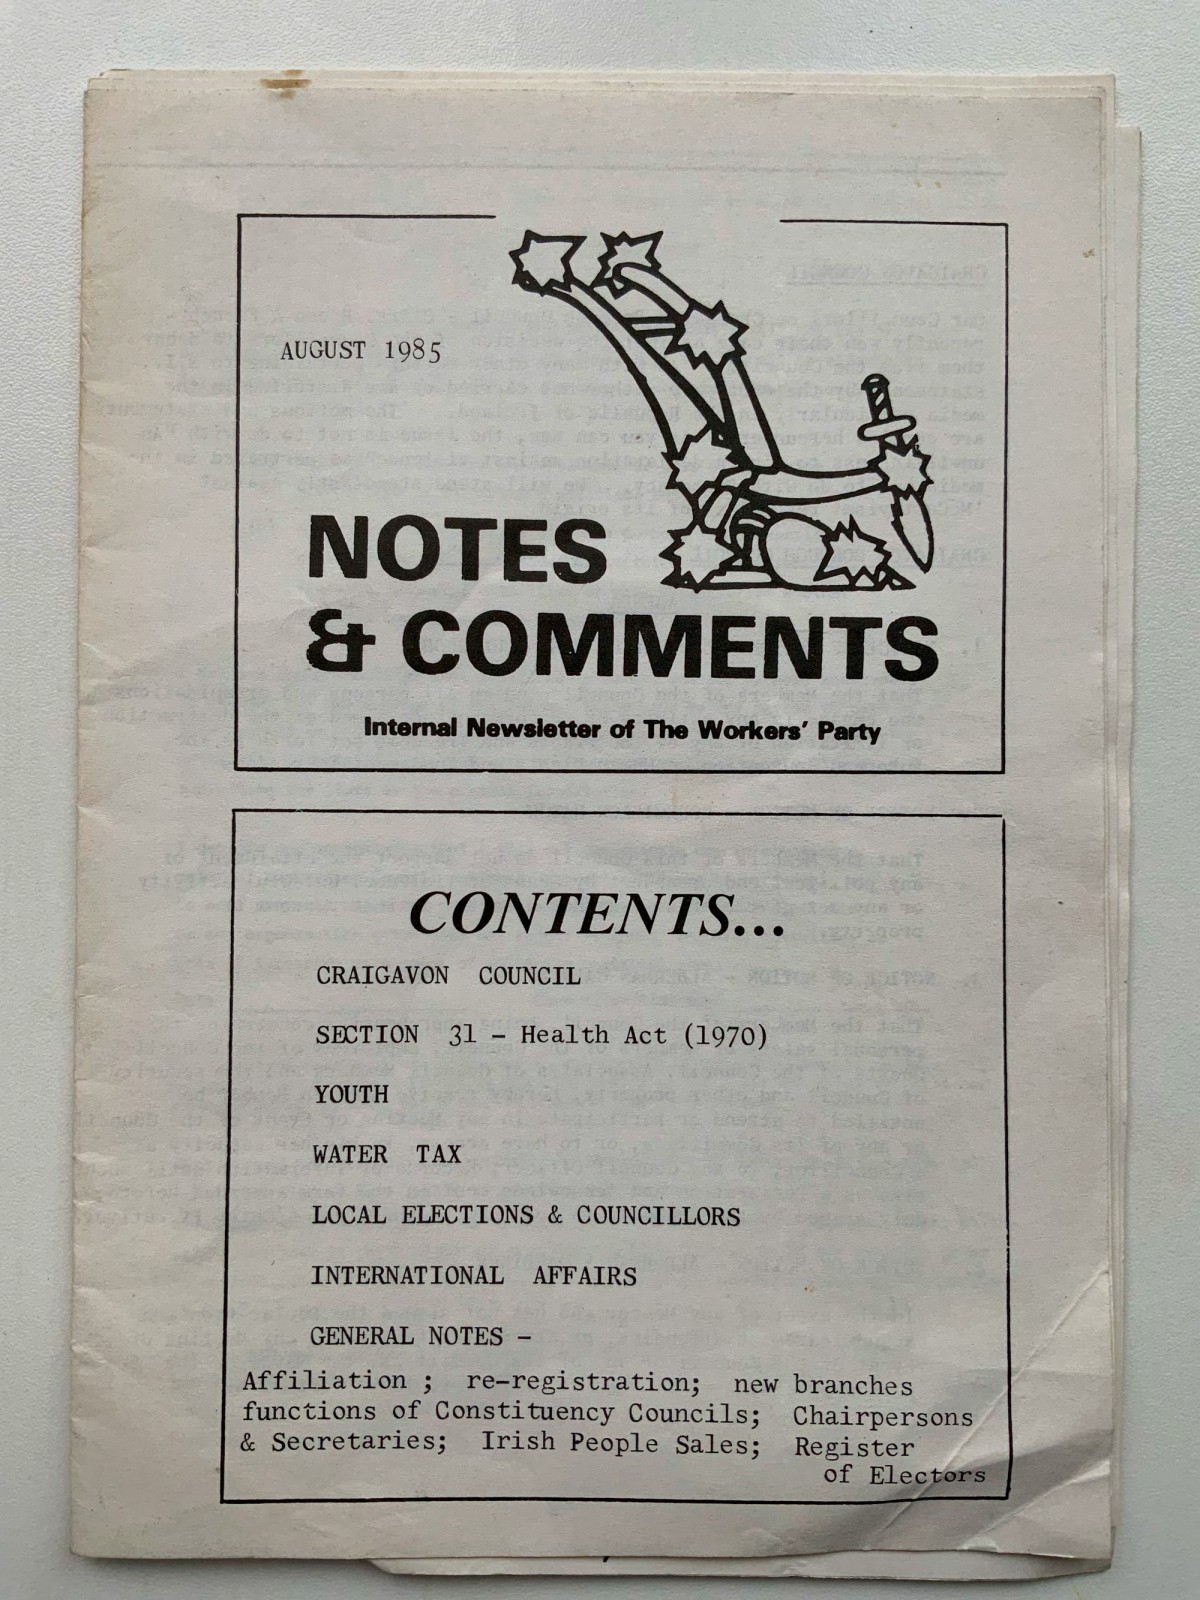 AUGUST 1985
NOTES
& COMMENTS
Internal Newsletter of The Workers' Party
CONTENTS...
CRAIGAVON COUNCIL
SECTION 31 - Health Act (1970)
YOUTH
WATER TAX
LOCAL ELECTIONS & COUNCILLORS
INTERNATIONAL AFFAIRS
GENERAL NOTES -
Affiliation ; re-registration; new branches
functions of Constituency Councils; Chairpersons
& Secretaries; Irish People Sales; Register
of Electors